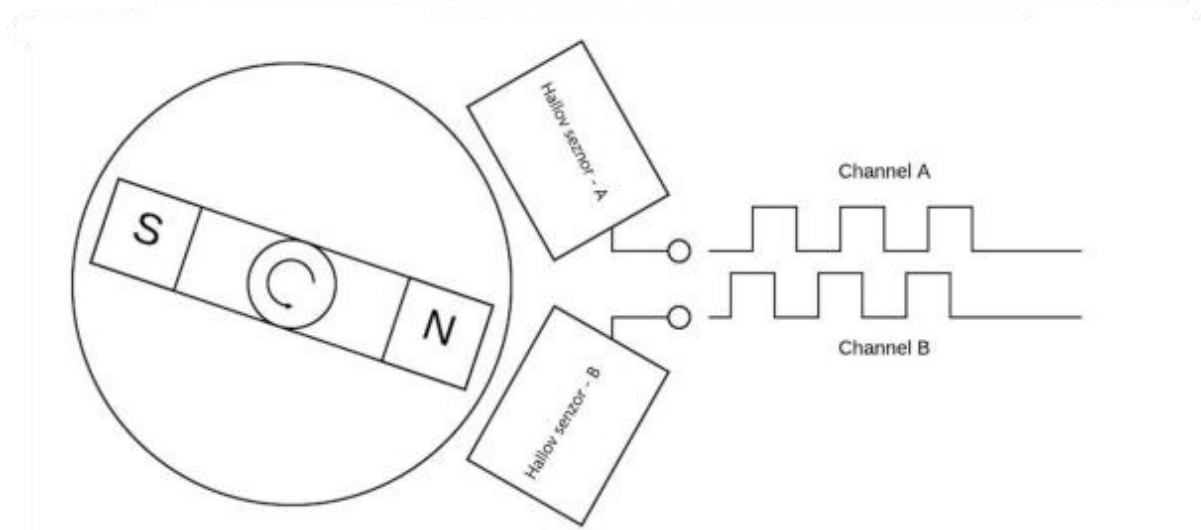 Hallov seznor - A
Channel A
S
N
Channel B
Hallov senzor - B